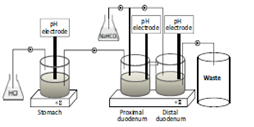 pH
electrode
pH
electrode
pH
electrode
NaHCO₃
HCl
Waste
Stomach
Proximal
duodenum
Distal
duodenum